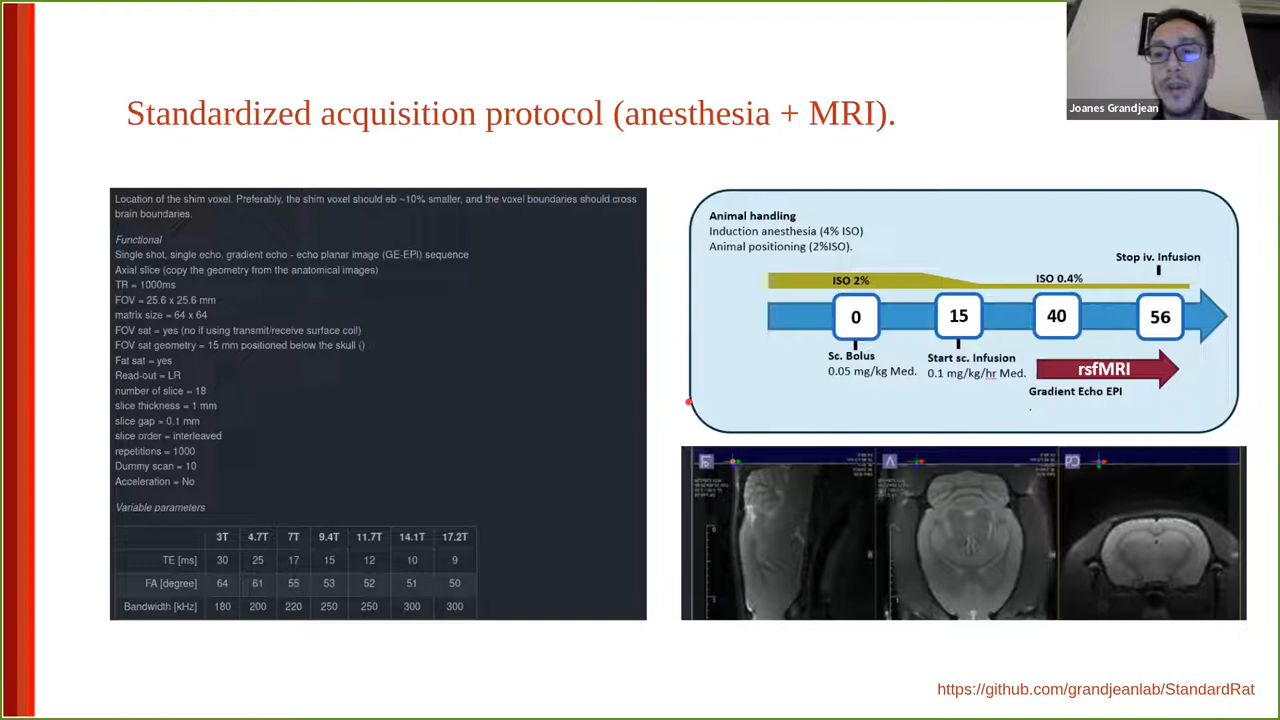 Joanes Grandjean
Standardized acquisition protocol (anesthesia + MRI).
Location of the shim voxel. Preferably, the shim voxel should eb ~10% smaller, and the voxel boundaries should cross
brain boundaries.
Functional
Single shot, single echo. gradient echo - echo planar image (GE-EPI) sequence
Axial slice (copy the geometry from the anatomical images)
TR = 1000ms
FOV = 25.6 x 25.6 mm
matrix size = 64 x 64
FOV sat = yes (no if using transmit/receive surface coil)
FOV sat geometry = 15 mm positioned below the skull ()
Fat sat = yes
Read-out = LR
number of slice = 18
slice thickness = 1 mm
slice gap = 0.1 mm
slice order = interleaved
repetitions = 1000
Dummy scan = 10
Acceleration = No
Variable parameters
3T 4.7T 7T 9.4T 11.7T 14.1T 17.2T
TE [ms] 30 25 17 15 12 10 9
FA [degree] 64 61 55 53 52 51 50
Bandwidth [kHz] 180 200 220 250 250 300 300
Animal handling
Induction anesthesia (4% ISO)
Animal positioning (2%ISO).
Stop iv. Infusion
ISO 2% ISO 0.4%
0 15 40 56
Sc. Bolus
0.05 mg/kg Med.
Start sc. Infusion
0.1 mg/kg/hr Med.
rsfMRI
Gradient Echo EPI
https://github.com/grandjeanlab/StandardRat